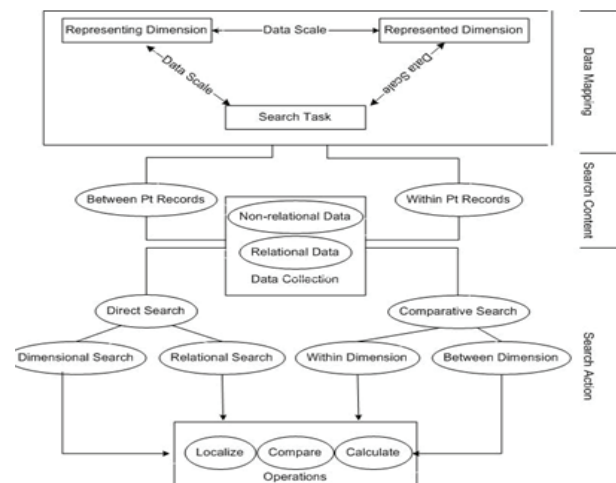 Representing Dimension
Data Scale
Represented Dimension
Data Scale
Data Scale
Search Task
Data Mapping
Between Pt Records
Within Pt Records
Non-relational Data
Relational Data
Data Collection
Search Content
Direct Search
Comparative Search
Dimensional Search
Relational Search
Within Dimension
Between Dimension
Search Action
Localize
Compare
Calculate
Operations